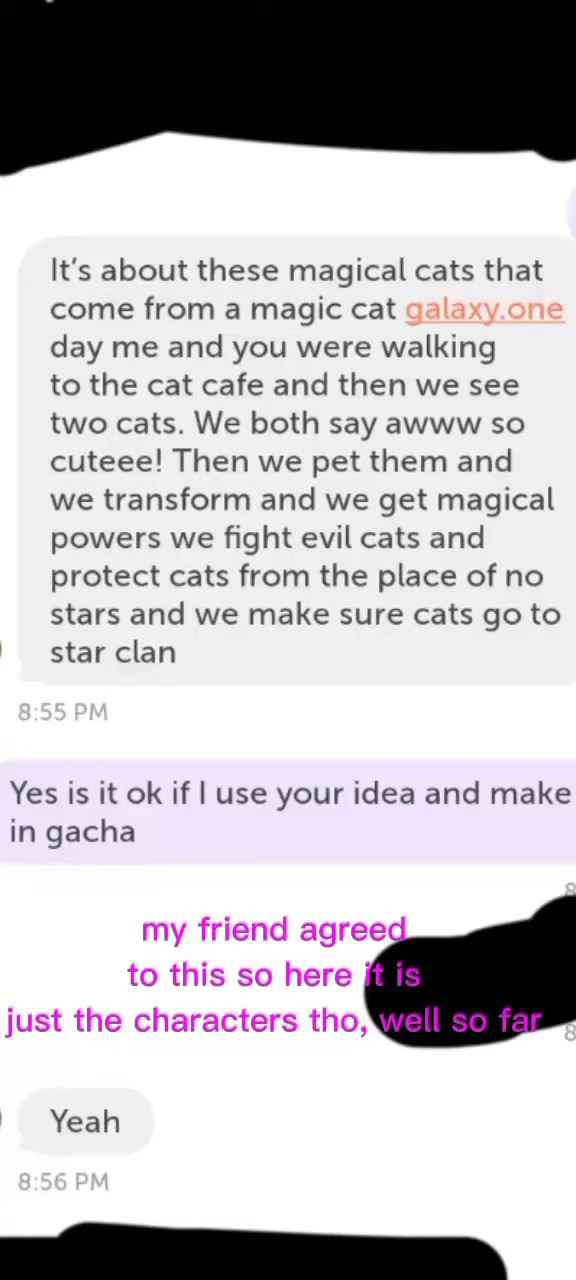 It’s about these magical cats that
come from a magic cat galaxy.one
day me and you were walking
to the cat cafe and then we see
two cats. We both say awww so
cuteee! Then we pet them and
we transform and we get magical
powers we fight evil cats and
protect cats from the place of no
stars and we make sure cats go to
star clan
8:55 PM
Yes is it ok if I use your idea and make
in gacha
my friend agreed
to this so here it is
just the characters tho, well so far
Yeah
8:56 PM